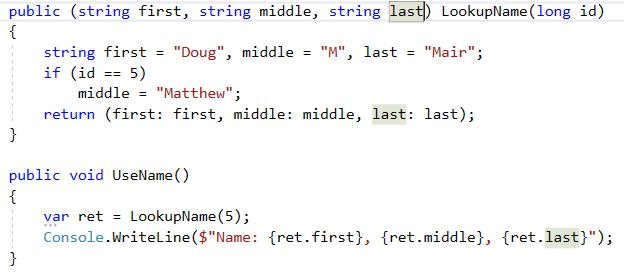 public (string first, string middle, string last) LookupName(long id)
{
    string first = "Doug", middle = "M", last = "Mair";
    if (id == 5)
        middle = "Matthew";
    return (first: first, middle: middle, last: last);
}

public void UseName()
{
    var ret = LookupName(5);
    Console.WriteLine($"Name: {ret.first}, {ret.middle}, {ret.last}");
}